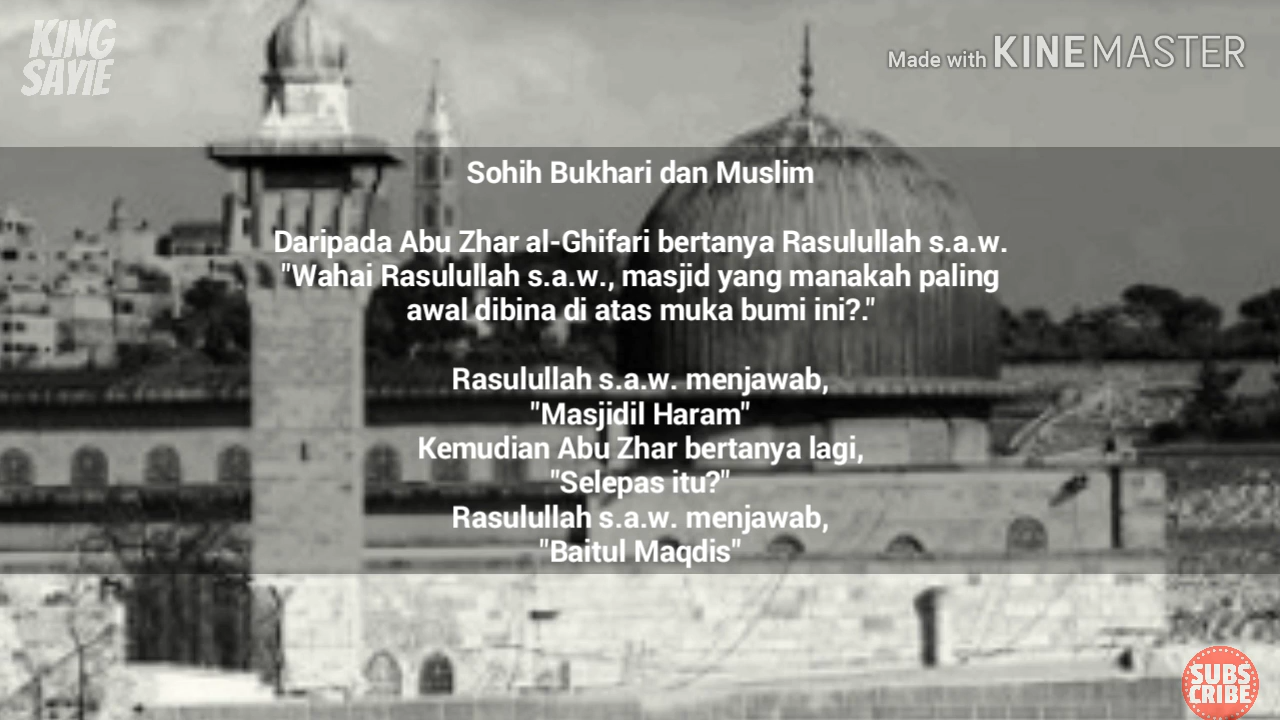 KING
SAYIE
Made with KINEMASTER
Sohih Bukhari dan Muslim
Daripada Abu Zhar al-Ghifari bertanya Rasulullah s.a.w.
"Wahai Rasulullah s.a.w., masjid yang manakah paling
awal dibina di atas muka bumi ini?."
Rasulullah s.a.w. menjawab,
"Masjidil Haram"
Kemudian Abu Zhar bertanya lagi,
"Selepas itu?"
Rasulullah s.a.w. menjawab,
"Baitul Maqdis"
SUBS
CRIBE